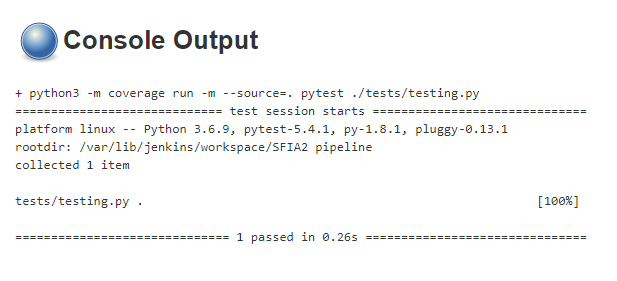 Console Output
+ python3 -m coverage run -m --source=. pytest ./tests/testing.py
============================= test session starts ==============================
platform linux -- Python 3.6.9, pytest-5.4.1, py-1.8.1, pluggy-0.13.1
rootdir: /var/lib/jenkins/workspace/SFIA2 pipeline
collected 1 item
tests/testing.py . [100%]
============================== 1 passed in 0.26s ===============================